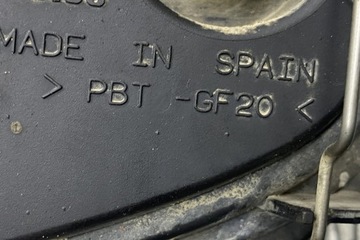 MADE IN SPAIN
> PBT -GF20 <